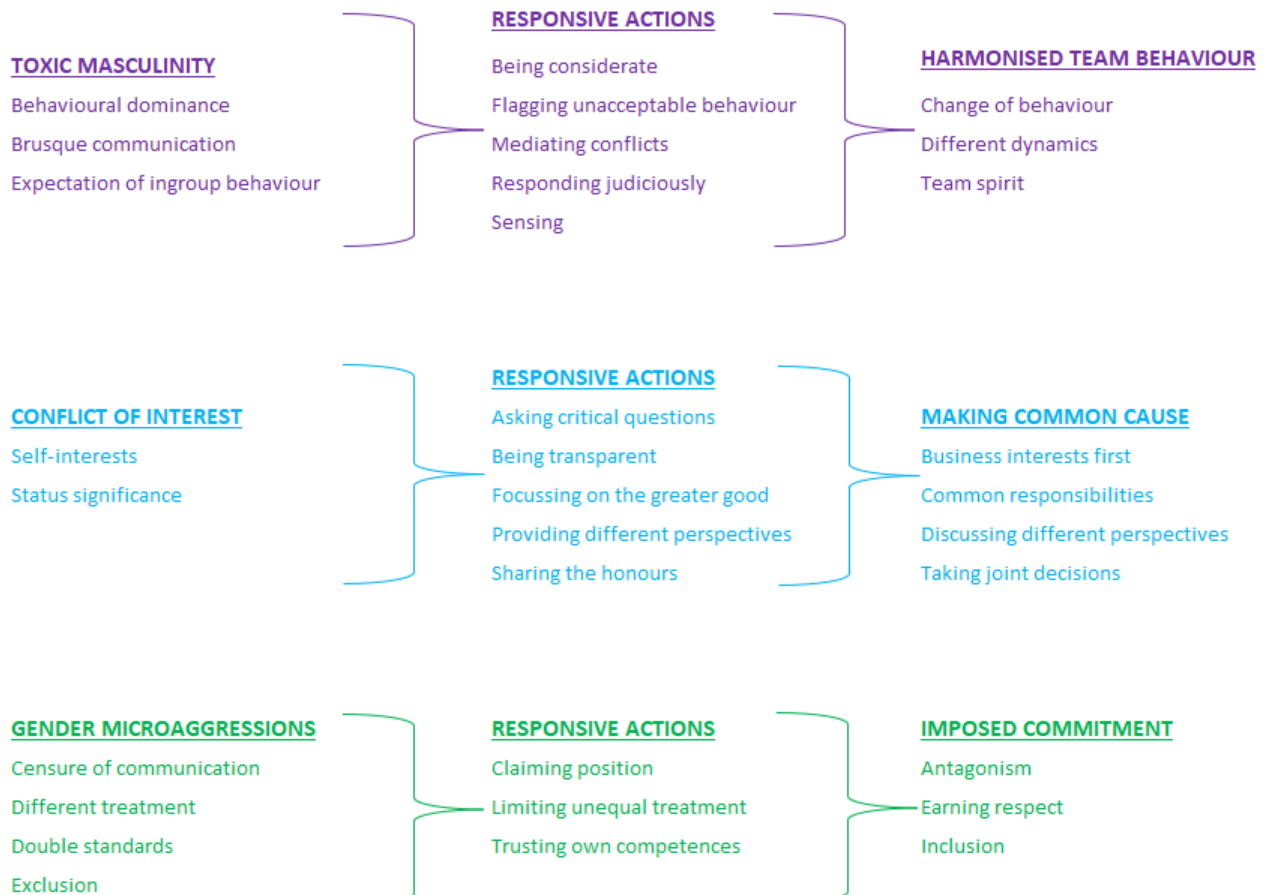 TOXIC MASCULINITY
Behavioural dominance
Brusque communication
Expectation of ingroup behaviour
RESPONSIVE ACTIONS
Being considerate
Flagging unacceptable behaviour
Mediating conflicts
Responding judiciously
Sensing
HARMONISED TEAM BEHAVIOUR
Change of behaviour
Different dynamics
Team spirit
CONFLICT OF INTEREST
Self-interests
Status significance
RESPONSIVE ACTIONS
Asking critical questions
Being transparent
Focussing on the greater good
Providing different perspectives
Sharing the honours
MAKING COMMON CAUSE
Business interests first
Common responsibilities
Discussing different perspectives
Taking joint decisions
GENDER MICROAGGRESSIONS
Censure of communication
Different treatment
Double standards
Exclusion
RESPONSIVE ACTIONS
Claiming position
Limiting unequal treatment
Trusting own competences
IMPOSED COMMITMENT
Antagonism
Earning respect
Inclusion